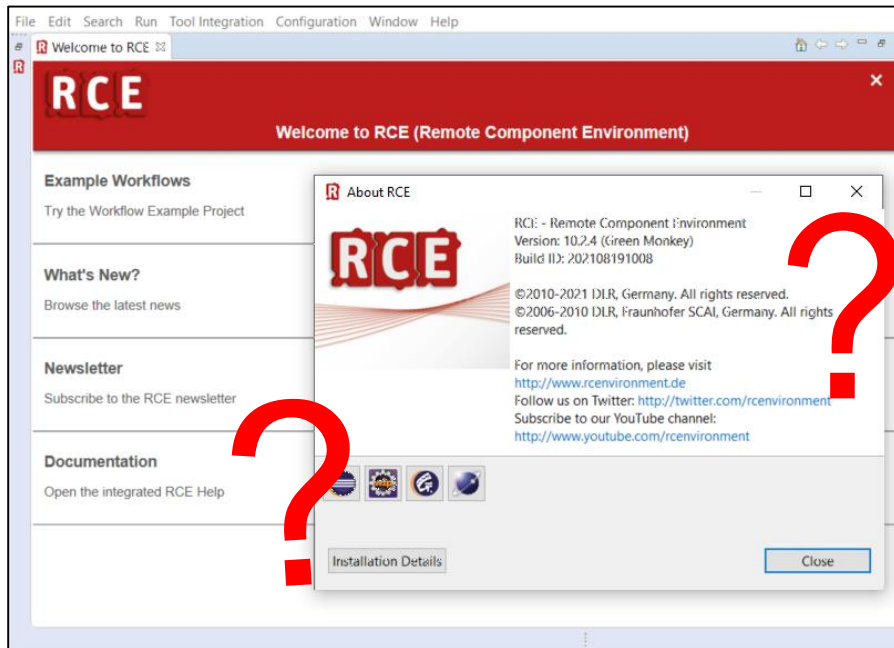 File Edit Search Run Tool Integration Configuration Window Help
Welcome to RCE
RCE
Welcome to RCE (Remote Component Environment)
Example Workflows
Try the Workflow Example Project
What's New?
Browse the latest news
Newsletter
Subscribe to the RCE newsletter
Documentation
Open the integrated RCE Help
About RCE
RCE
RCE - Remote Component Environment
Version: 10.2.4 (Green Monkey)
Build ID: 202108191008
©2010-2021 DLR, Germany. All rights reserved.
©2006-2010 DLR, Fraunhofer SCAI, Germany. All rights
reserved.
For more information, please visit
http://www.rcenvironment.de
Follow us on Twitter: http://twitter.com/rcenvironment
Subscribe to our YouTube channel:
http://www.youtube.com/rcenvironment
Installation Details
Close
?
?